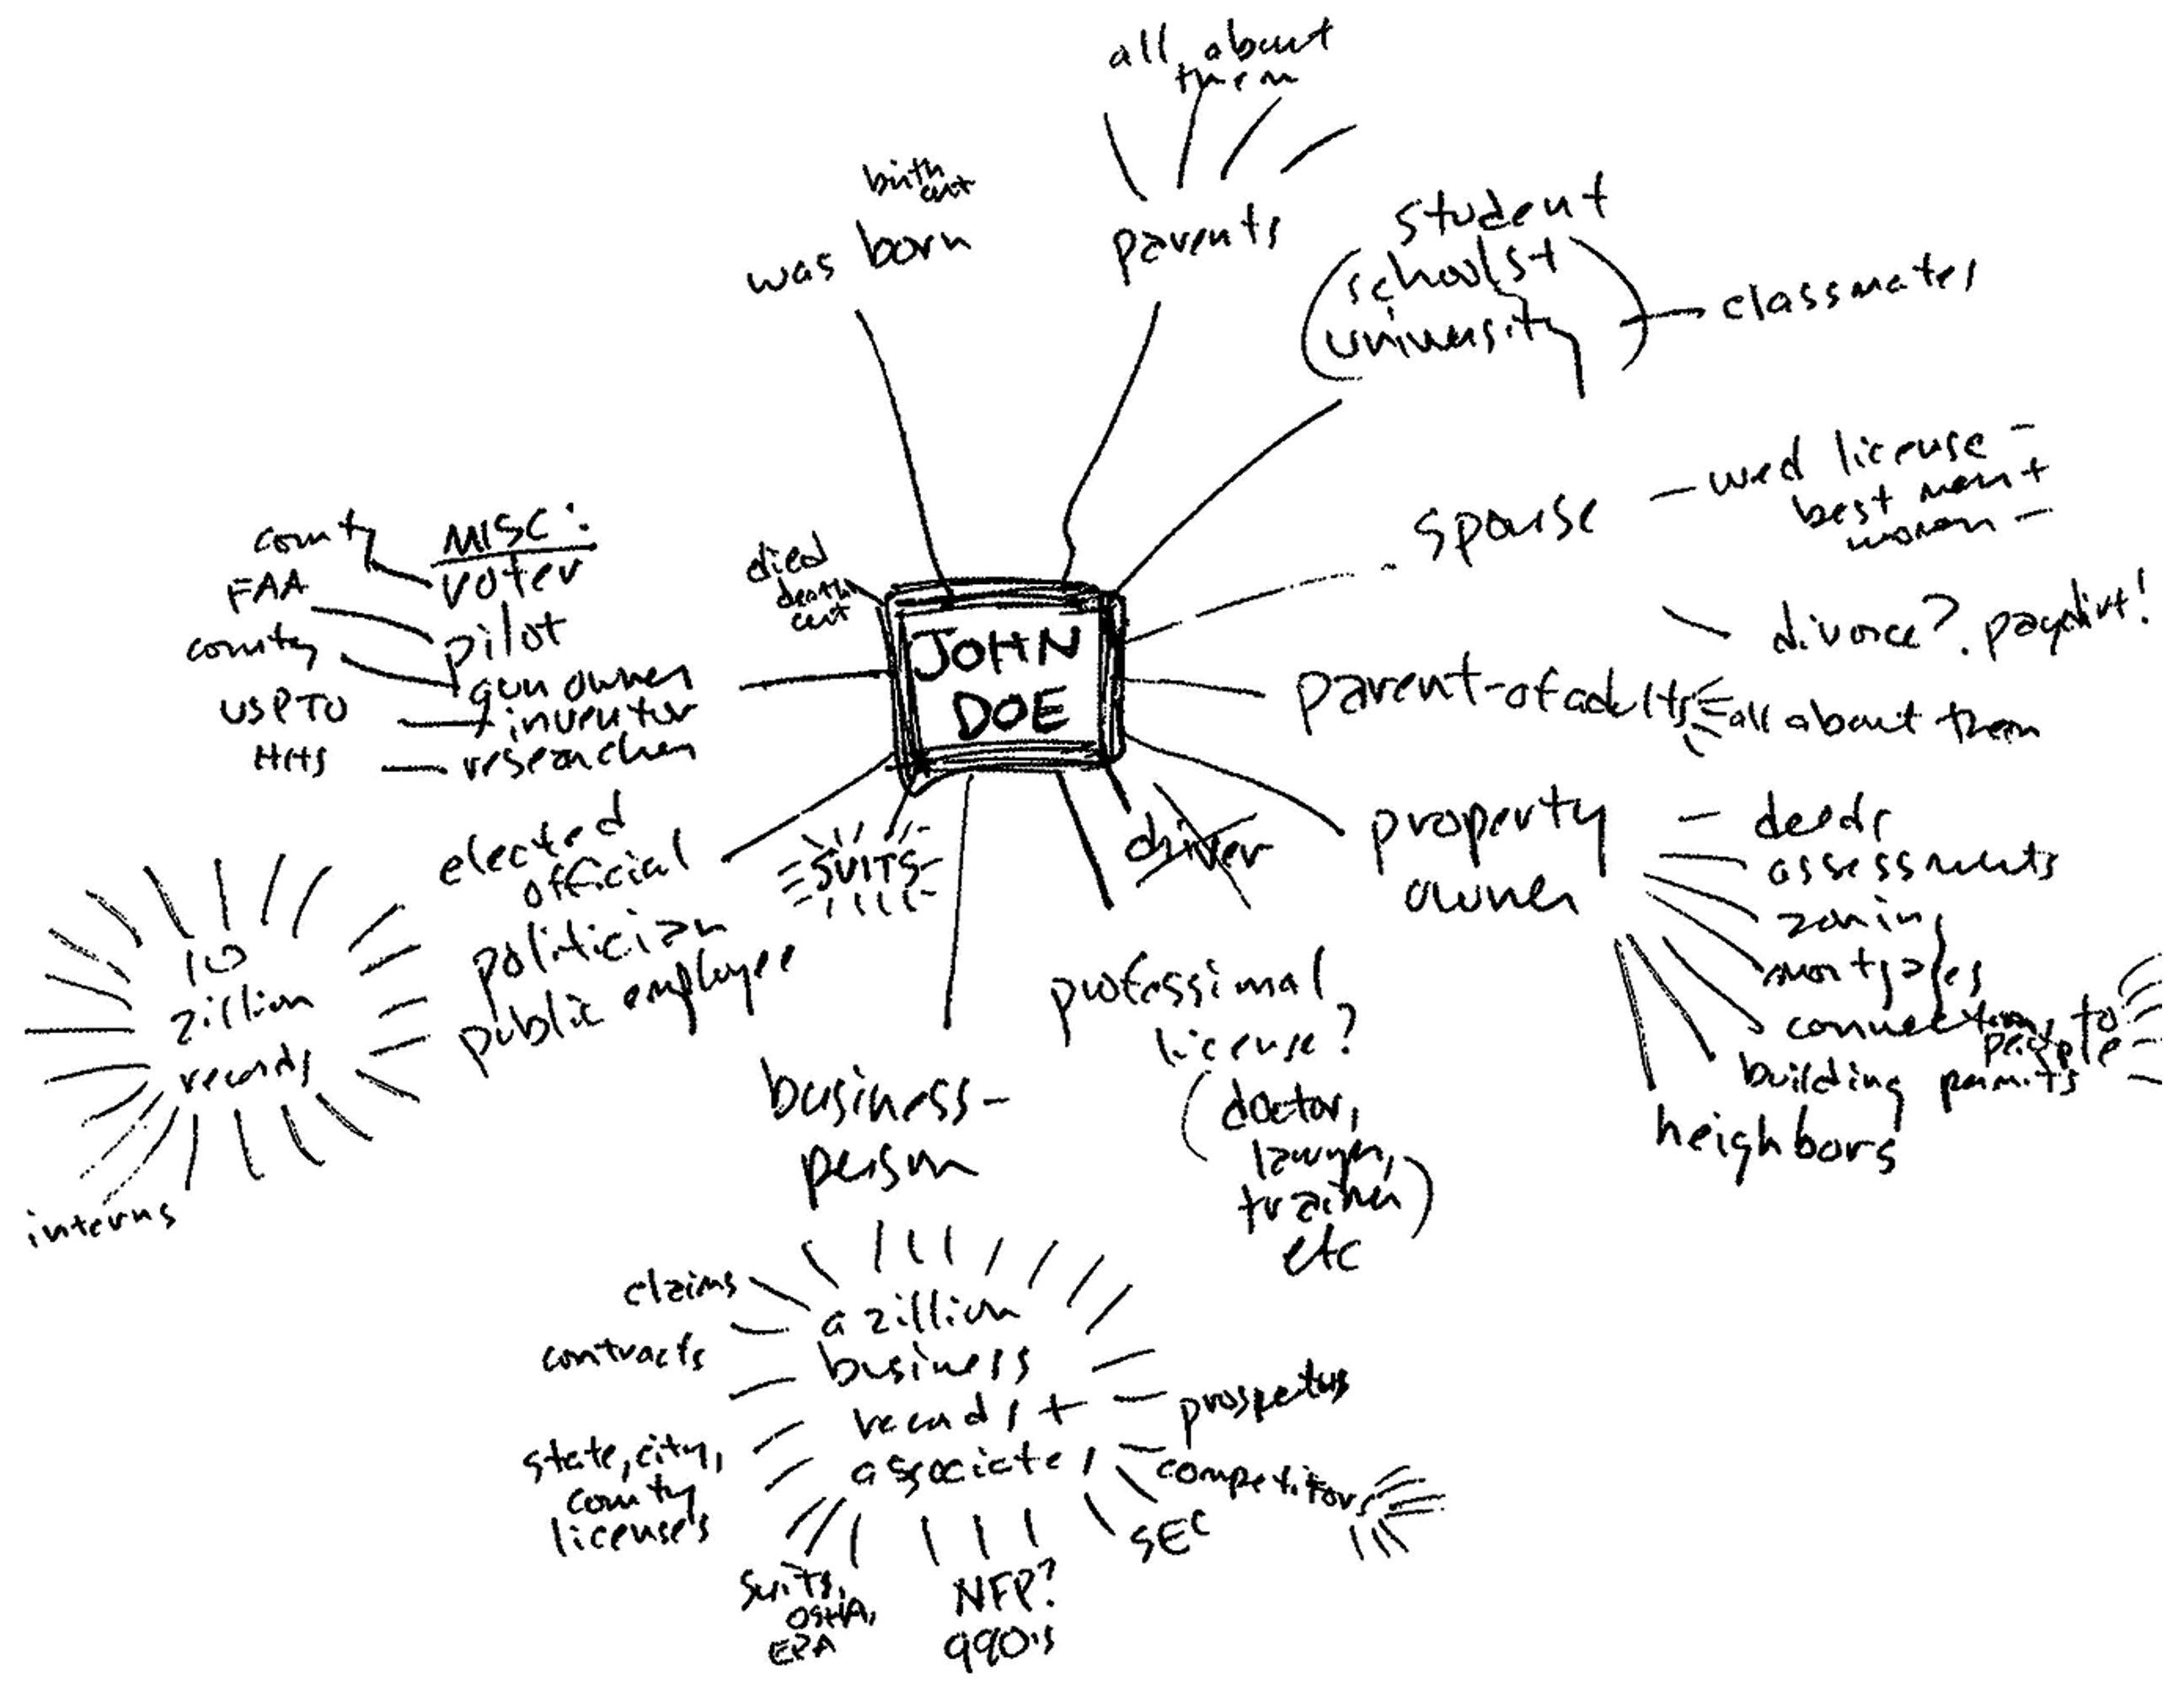 all about
them
birth
cert
was born
parents
student
schools +
university
classmates
spouse
wed license
best man +
woman
divorce? paydirt!
died
death
cert
MISC:
county
voter
FAA
pilot
county
gun owner
USPTO
inventor
HHS
researcher
JOHN
DOE
parent-of adults
all about them
property
owner
deeds
assessments
zoning
mortgages
connections to
people
building permits
neighbors
driver
SUITS
elected
official
politician
public employee
10
zillion
records
interns
professional
license?
(doctor,
lawyer,
trainer)
etc
business-
person
claims
contracts
a zillion
business
records +
associates
prospetus
competitors
SEC
state, city,
county
licenses
suits,
OSHA,
EPA
NFP?
990's